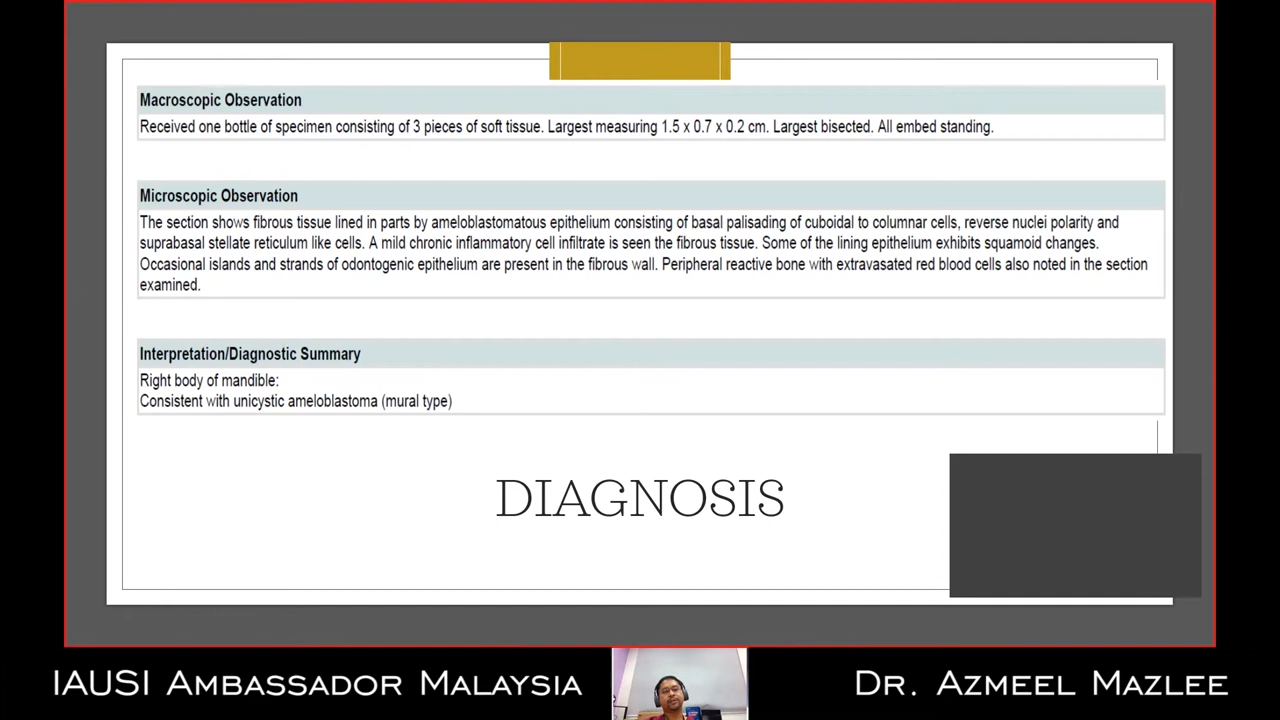 Macroscopic Observation
Received one bottle of specimen consisting of 3 pieces of soft tissue. Largest measuring 1.5 x 0.7 x 0.2 cm. Largest bisected. All embed standing.
Microscopic Observation
The section shows fibrous tissue lined in parts by ameloblastomatous epithelium consisting of basal palisading of cuboidal to columnar cells, reverse nuclei polarity and
suprabasal stellate reticulum like cells. A mild chronic inflammatory cell infiltrate is seen the fibrous tissue. Some of the lining epithelium exhibits squamoid changes.
Occasional islands and strands of odontogenic epithelium are present in the fibrous wall. Peripheral reactive bone with extravasated red blood cells also noted in the section
examined.
Interpretation/Diagnostic Summary
Right body of mandible:
Consistent with unicystic ameloblastoma (mural type)
DIAGNOSIS
IAUSI Ambassador Malaysia
Dr. Azmeel Mazlee